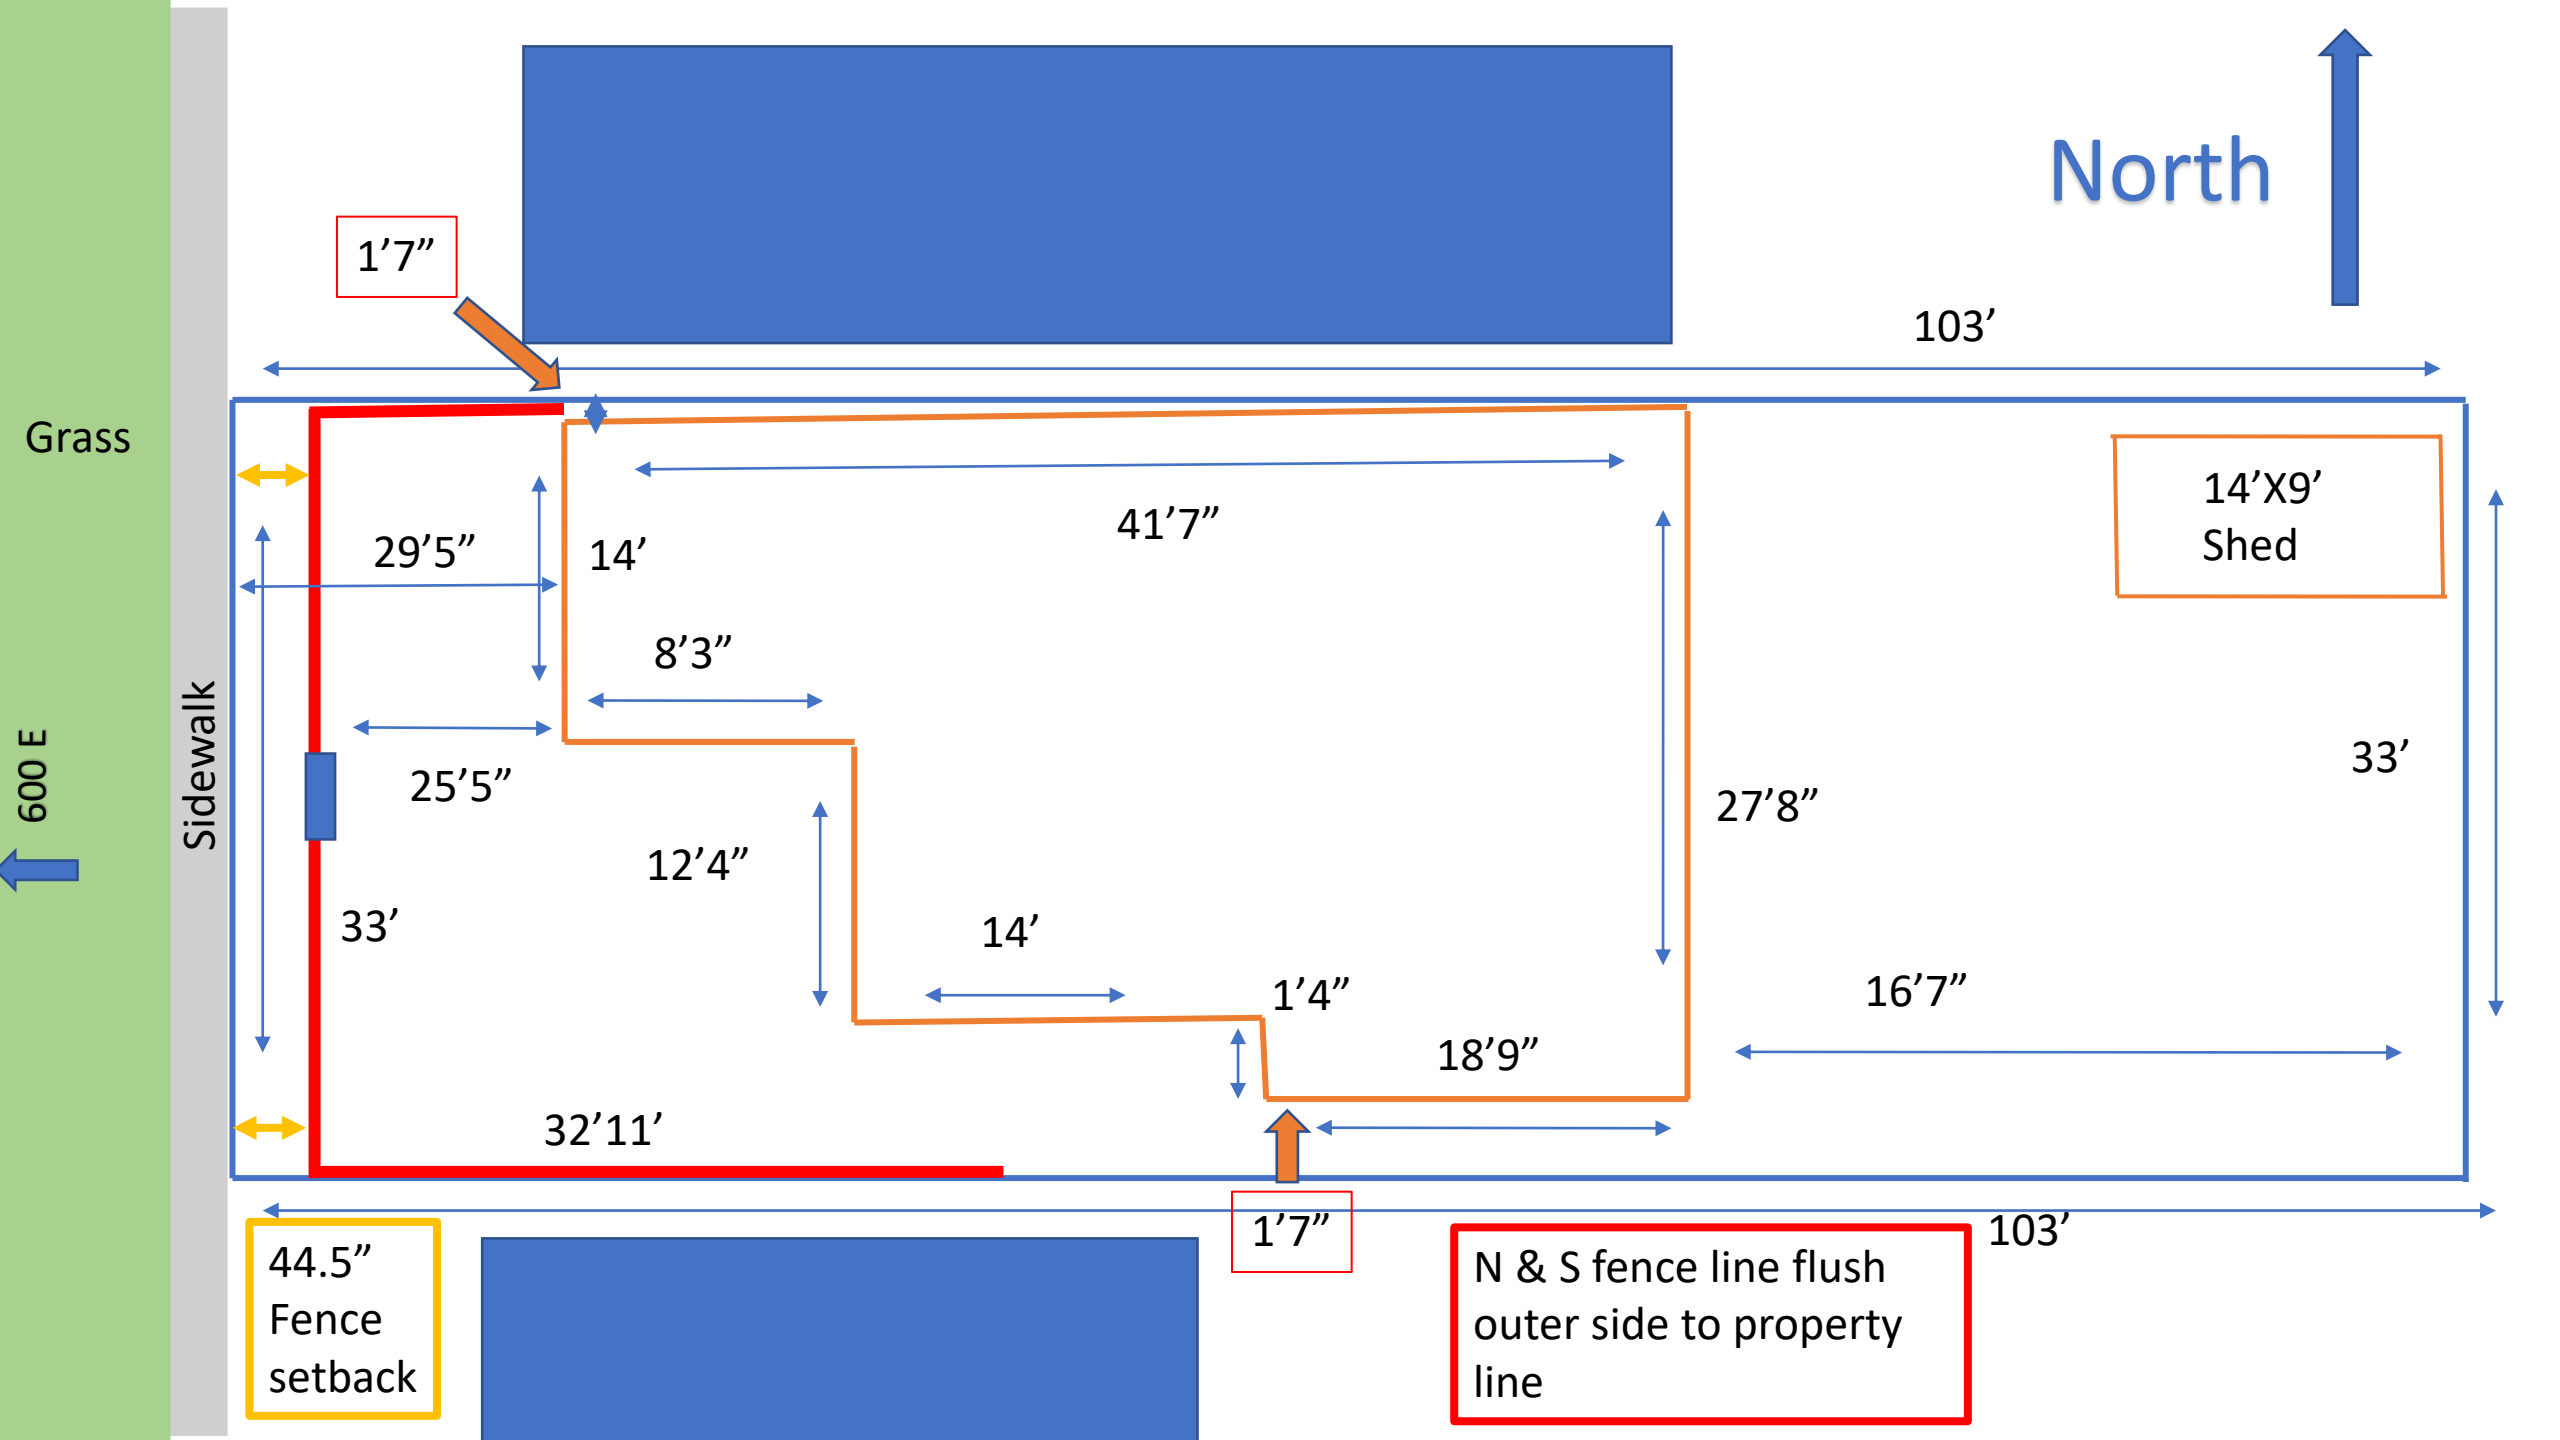 North
1’7”
103’
Grass
14’X9’
Shed
41’7”
29’5”
14’
8’3”
Sidewalk
600 E
25’5”
33’
27’8”
12’4”
33’
14’
1’4”
16’7”
18’9”
32’11’
1’7”
103’
44.5”
Fence
setback
N & S fence line flush
outer side to property
line